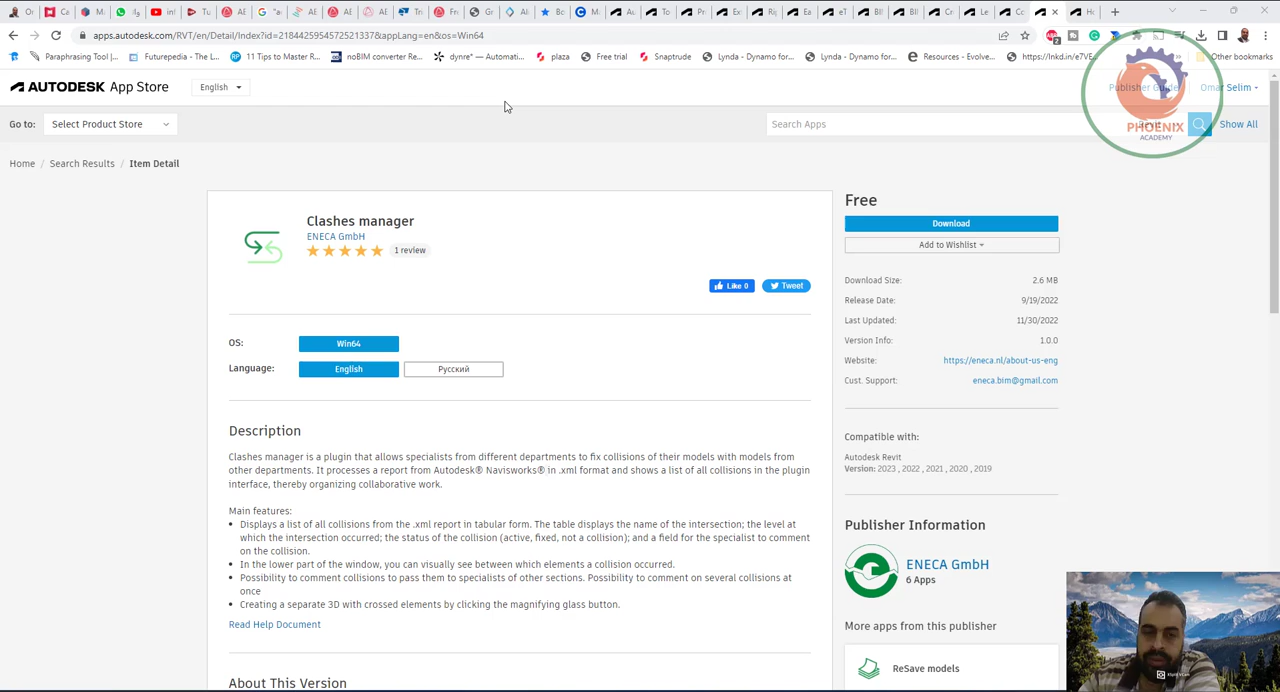 apps.autodesk.com/RVT/en/Detail/Index?id=2184425954572521337&appLang=en&os=Win64
Paraphrasing Tool |...
Futurepedia - The L...
11 Tips to Master R...
noBIM converter Re...
dynre° — Automati...
plaza
Free trial
Snaptrude
Lynda - Dynamo for...
Lynda - Dynamo for...
Resources - Evolve...
https://lnkd.in/e7VE...
Other bookmarks
AUTODESK App Store
English
Publisher Guide
Omar Selim
Go to:
Select Product Store
Search Apps
Show All
PHOENIX
ACADEMY
Home / Search Results / Item Detail
Clashes manager
ENECA GmbH
1 review
Like 0
Tweet
Free
Download
Add to Wishlist
Download Size: 2.6 MB
Release Date: 9/19/2022
Last Updated: 11/30/2022
Version Info: 1.0.0
Website: https://eneca.nl/about-us-eng
Cust. Support: eneca.bim@gmail.com
OS: Win64
Language: English Русский
Compatible with:
Autodesk Revit
Version: 2023 , 2022 , 2021 , 2020 , 2019
Description
Clashes manager is a plugin that allows specialists from different departments to fix collisions of their models with models from
other departments. It processes a report from Autodesk® Navisworks® in .xml format and shows a list of all collisions in the plugin
interface, thereby organizing collaborative work.
Main features:
Displays a list of all collisions from the .xml report in tabular form. The table displays the name of the intersection; the level at
which the intersection occurred; the status of the collision (active, fixed, not a collision); and a field for the specialist to comment
on the collision.
In the lower part of the window, you can visually see between which elements a collision occurred.
Possibility to comment collisions to pass them to specialists of other sections. Possibility to comment on several collisions at
once
Creating a separate 3D with crossed elements by clicking the magnifying glass button.
Read Help Document
About This Version
Publisher Information
ENECA GmbH
6 Apps
More apps from this publisher
ReSave models